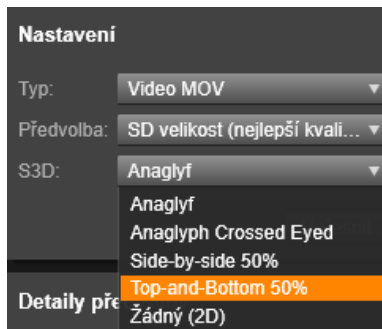 Nastavení
Typ: Video MOV
Předvolba: SD velikost (nejlepší kvali...
S3D: Anaglyf
Anaglyf
Anaglyph Crossed Eyed
Side-by-side 50%
Top-and-Bottom 50%
Detaily pře
Žádný (2D)